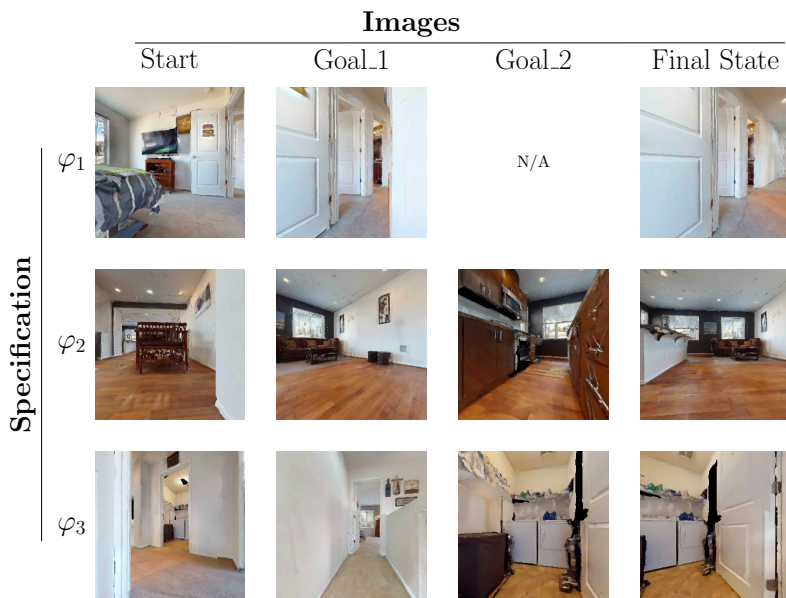 Images
Start Goal_1 Goal_2 Final State
φ1 N/A
Specification
φ2
φ3